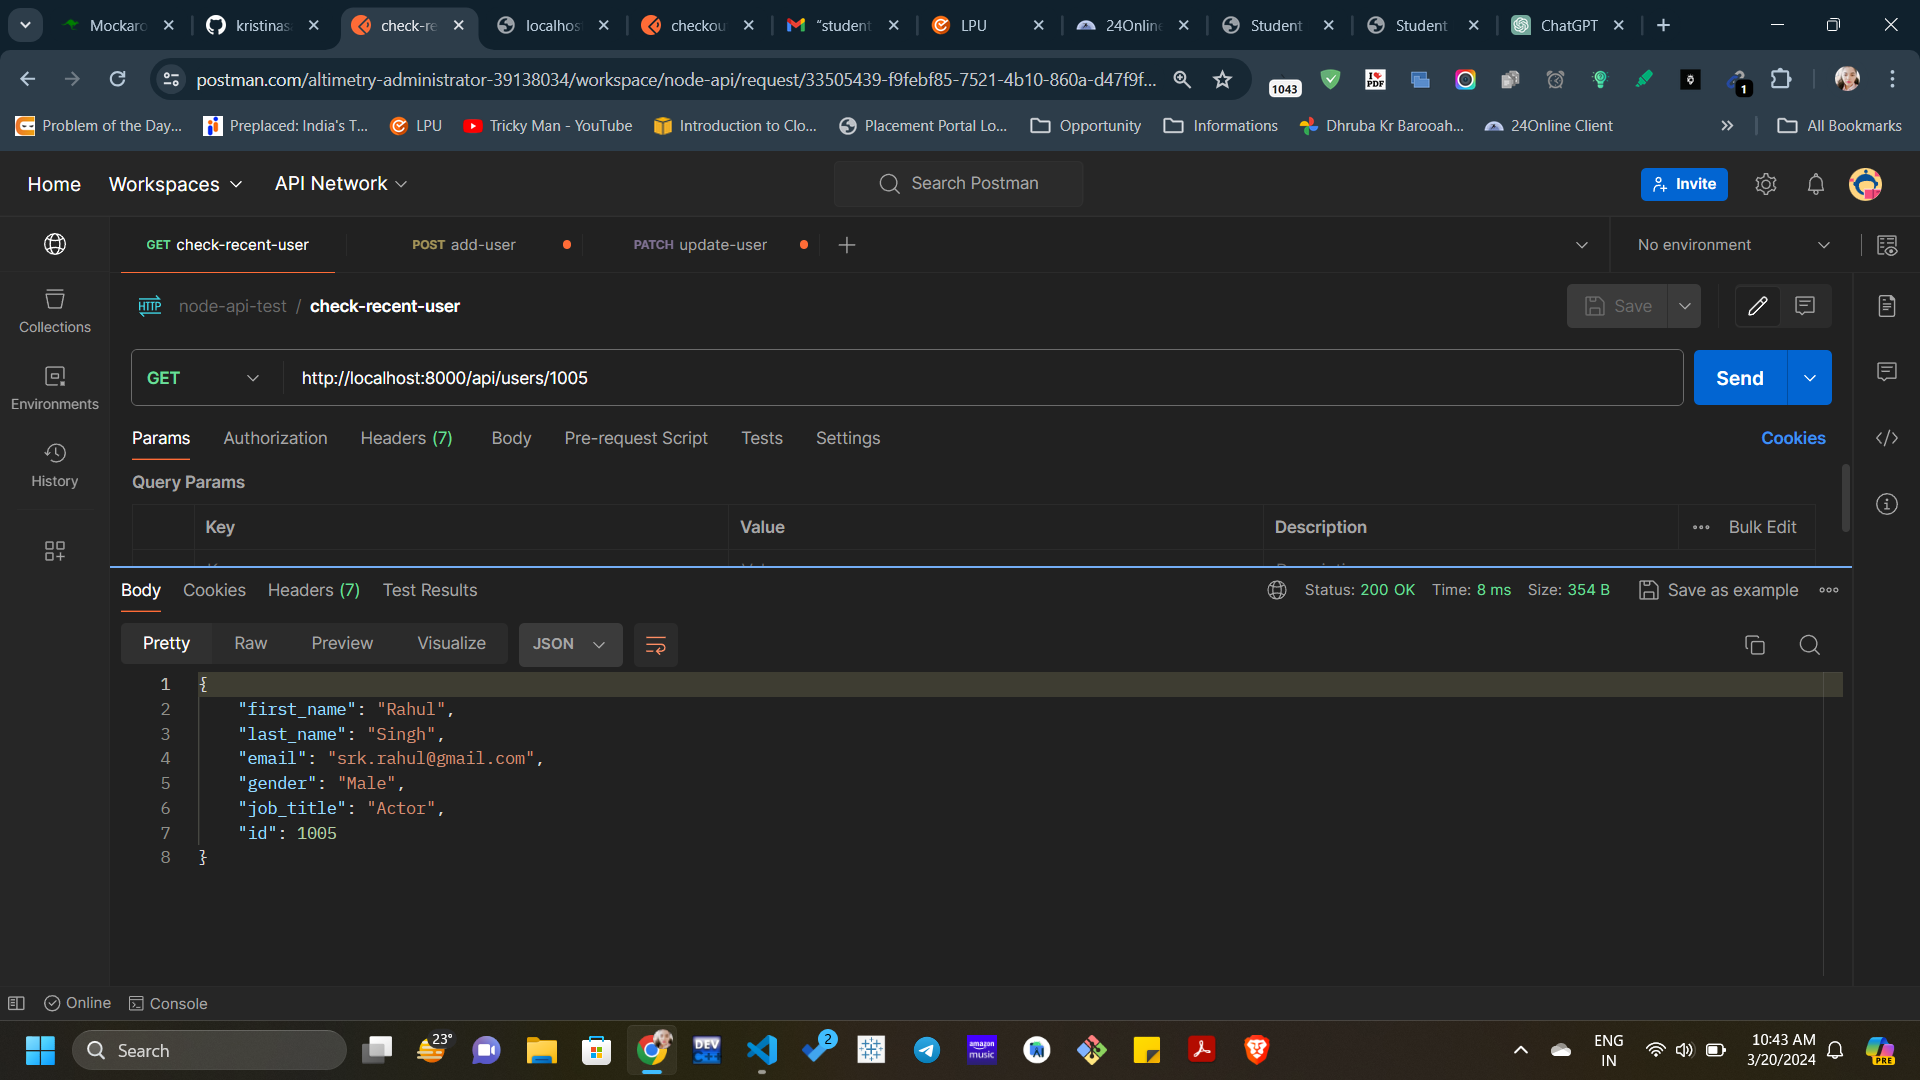 Mockaro
kristinas
check-re
localhos
checkou
“student
LPU
24Online
Student
Student
ChatGPT
postman.com/altimetry-administrator-39138034/workspace/node-api/request/33505439-f9febf85-7521-4b10-860a-d47f9f...
1043
1
Problem of the Day...
Preplaced: India's T...
LPU
Tricky Man - YouTube
Introduction to Clo...
Placement Portal Lo...
Opportunity
Informations
Dhruba Kr Barooah...
24Online Client
All Bookmarks
Home
Workspaces
API Network
Search Postman
Invite
GET check-recent-user
POST add-user
PATCH update-user
No environment
HTTP node-api-test / check-recent-user
Save
Collections
Environments
History
GET
http://localhost:8000/api/users/1005
Send
Params
Authorization
Headers (7)
Body
Pre-request Script
Tests
Settings
Cookies
Query Params
Key
Value
Description
Bulk Edit
Body
Cookies
Headers (7)
Test Results
Status: 200 OK
Time: 8 ms
Size: 354 B
Save as example
Pretty
Raw
Preview
Visualize
JSON
1 {
2 "first_name": "Rahul",
3 "last_name": "Singh",
4 "email": "srk.rahul@gmail.com",
5 "gender": "Male",
6 "job_title": "Actor",
7 "id": 1005
8 }
Online
Console
Search
23°
DEV C++
2
amazon music
ENG
IN
10:43 AM
3/20/2024
PRE